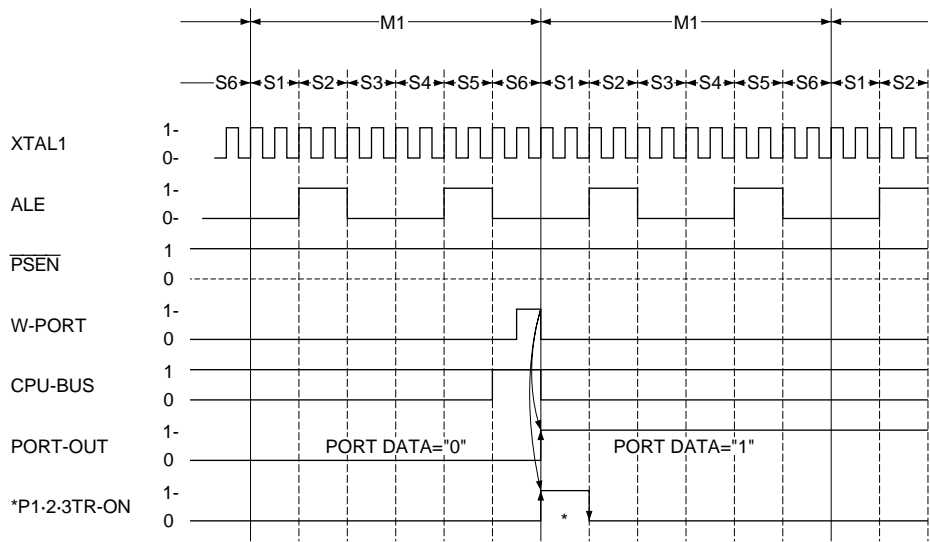 M1 M1
S6 S1 S2 S3 S4 S5 S6 S1 S2 S3 S4 S5 S6 S1 S2
XTAL1 1-
0-
ALE 1-
0-
PSEN 1
0
W-PORT 1-
0
CPU-BUS 1
0
PORT-OUT 1-
0
PORT DATA="0" PORT DATA="1"
*P1·2·3TR-ON 1-
0
*